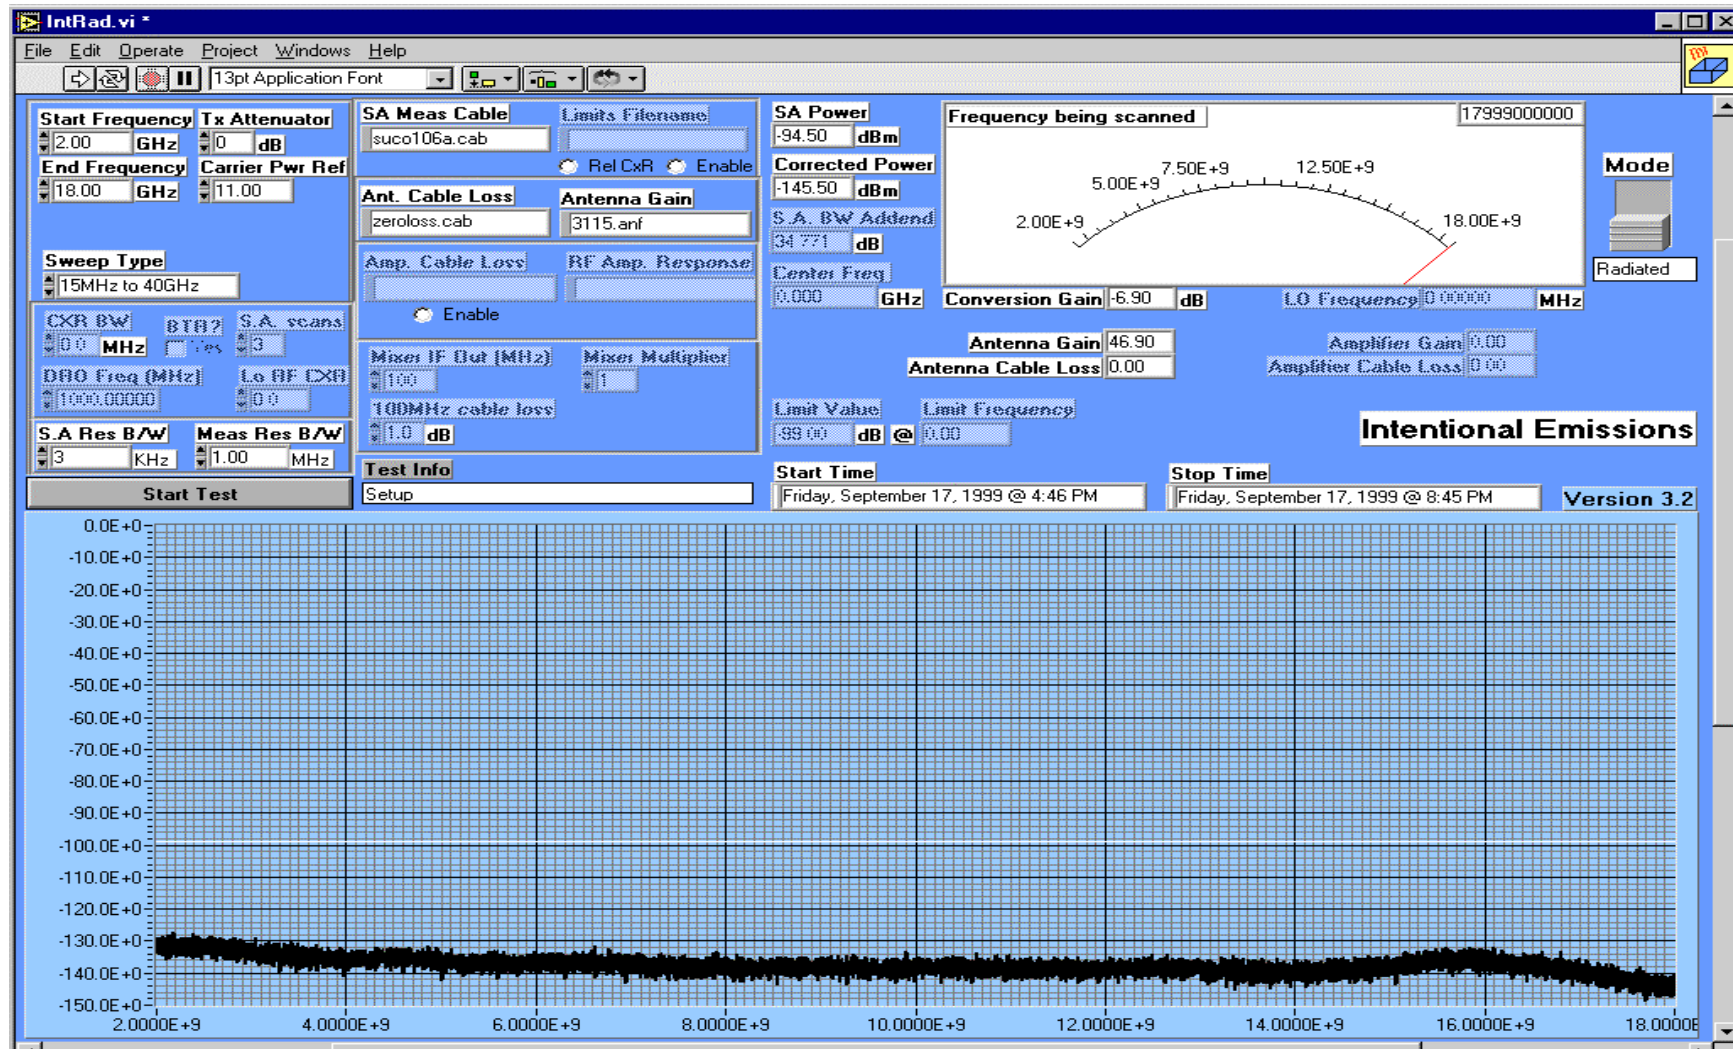 IntRad.vi *
File Edit Operate Project Windows Help
13pt Application Font
Start Frequency Tx Attenuator
2.00 GHz 0 dB
End Frequency Carrier Pwr Ref
18.00 GHz 11.00
Sweep Type
15MHz to 40GHz
CXR BW BTA? S.A. scans
0.0 MHz Yes 3
DRO Freq (MHz) Lo RF CXR
1000.00000 0.0
S.A Res B/W Meas Res B/W
3 KHz 1.00 MHz
Start Test
SA Meas Cable Limits Filename
suco106a.cab
Rel CxR Enable
Ant. Cable Loss Antenna Gain
zeroloss.cab 3115.anf
Amp. Cable Loss RF Amp. Response
Enable
Mixer IF Out (MHz) Mixer Multiplier
100 1
100MHz cable loss
1.0 dB
Test Info
Setup
SA Power
-94.50 dBm
Corrected Power
-145.50 dBm
S.A. BW Addend
34.771 dB
Center Freq
0.000 GHz
Frequency being scanned 17999000000
2.00E+9 5.00E+9 7.50E+9 12.50E+9 18.00E+9
Mode
Radiated
Conversion Gain -6.90 dB LO Frequency 0.00000 MHz
Antenna Gain 46.90 Amplifier Gain 0.00
Antenna Cable Loss 0.00 Amplifier Cable Loss 0.00
Limit Value Limit Frequency
-99.00 dB @ 0.00
Intentional Emissions
Start Time Stop Time
Friday, September 17, 1999 @ 4:46 PM Friday, September 17, 1999 @ 8:45 PM Version 3.2
0.0E+0
-10.0E+0
-20.0E+0
-30.0E+0
-40.0E+0
-50.0E+0
-60.0E+0
-70.0E+0
-80.0E+0
-90.0E+0
-100.0E+0
-110.0E+0
-120.0E+0
-130.0E+0
-140.0E+0
-150.0E+0
2.0000E+9 4.0000E+9 6.0000E+9 8.0000E+9 10.0000E+9 12.0000E+9 14.0000E+9 16.0000E+9 18.0000E